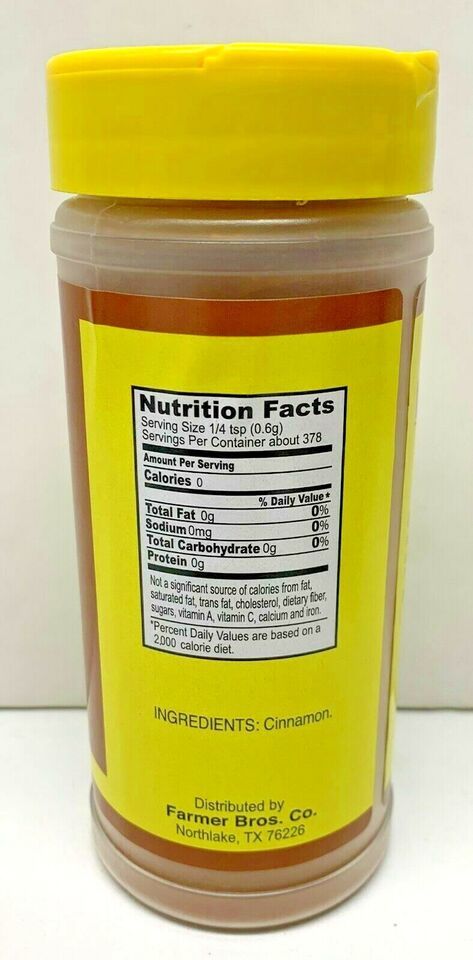 Nutrition Facts
Serving Size 1/4 tsp (0.6g)
Servings Per Container about 378
Amount Per Serving
Calories 0
% Daily Value*
Total Fat 0g 0%
Sodium 0mg 0%
Total Carbohydrate 0g 0%
Protein 0g
Not a significant source of calories from fat,
saturated fat, trans fat, cholesterol, dietary fiber,
sugars, vitamin A, vitamin C, calcium and iron.
*Percent Daily Values are based on a
2,000 calorie diet.
INGREDIENTS: Cinnamon.
Distributed by
Farmer Bros. Co.
Northlake, TX 76226